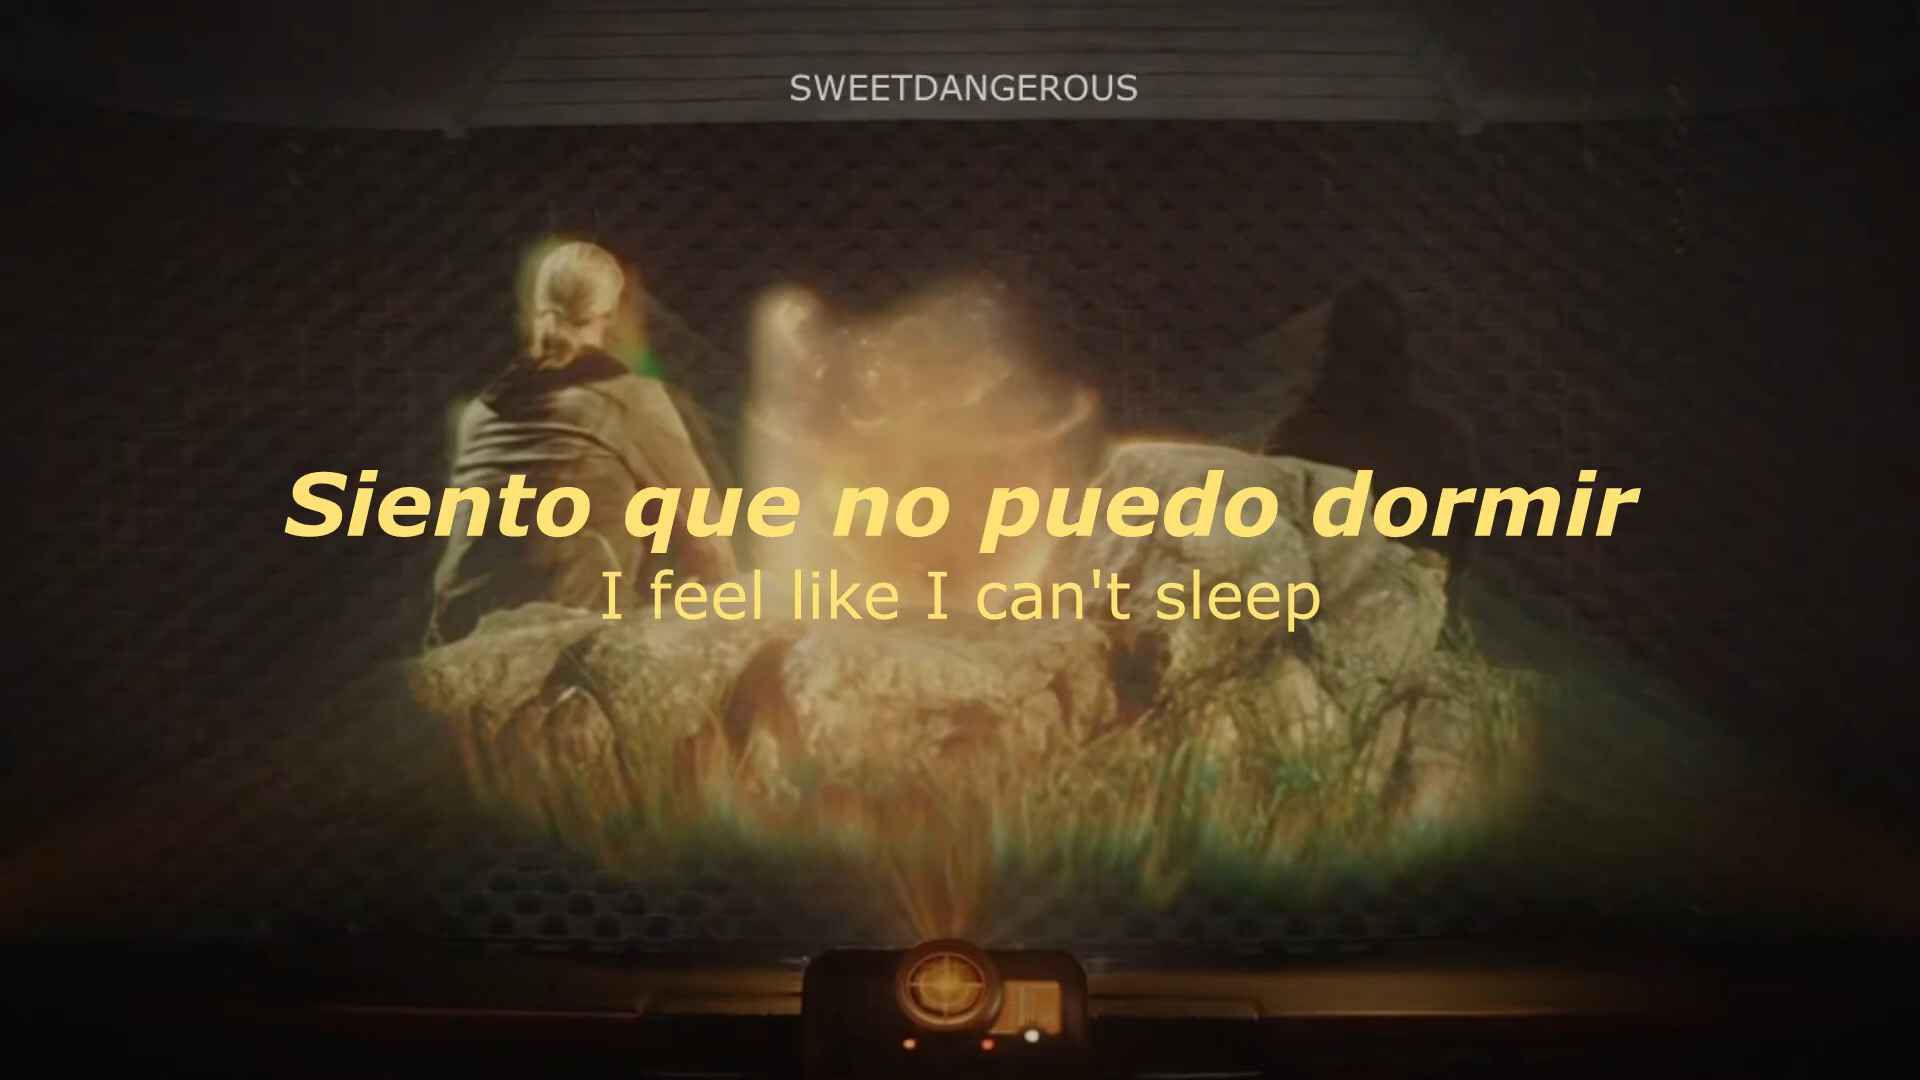 SWEETDANGEROUS
Siento que no puedo dormir
I feel like I can't sleep